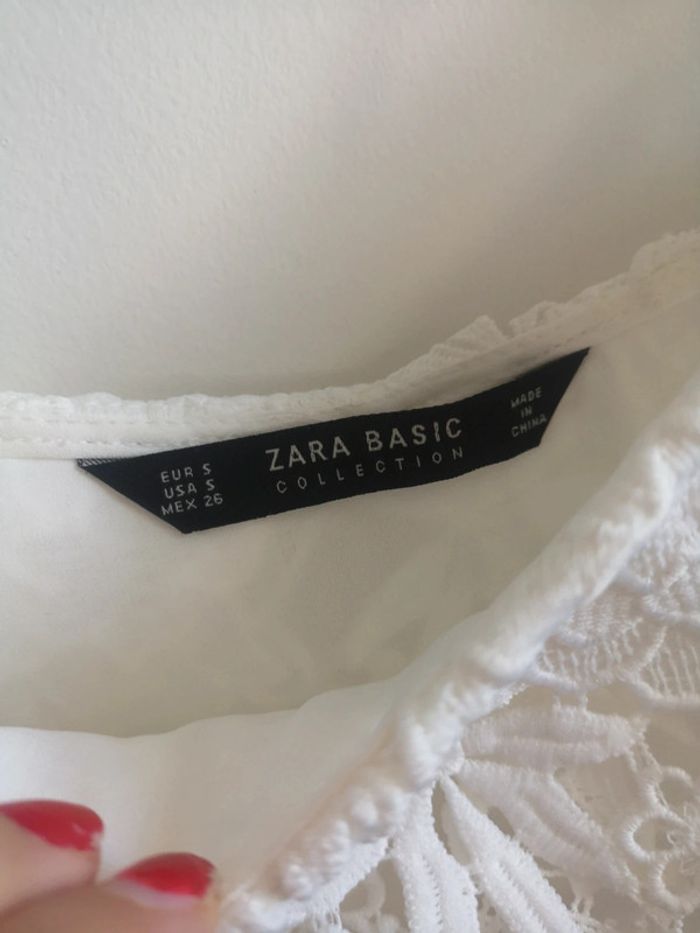 EUR S
USA S
MEX 26
ZARA BASIC
COLLECTION
MADE
IN
CHINA